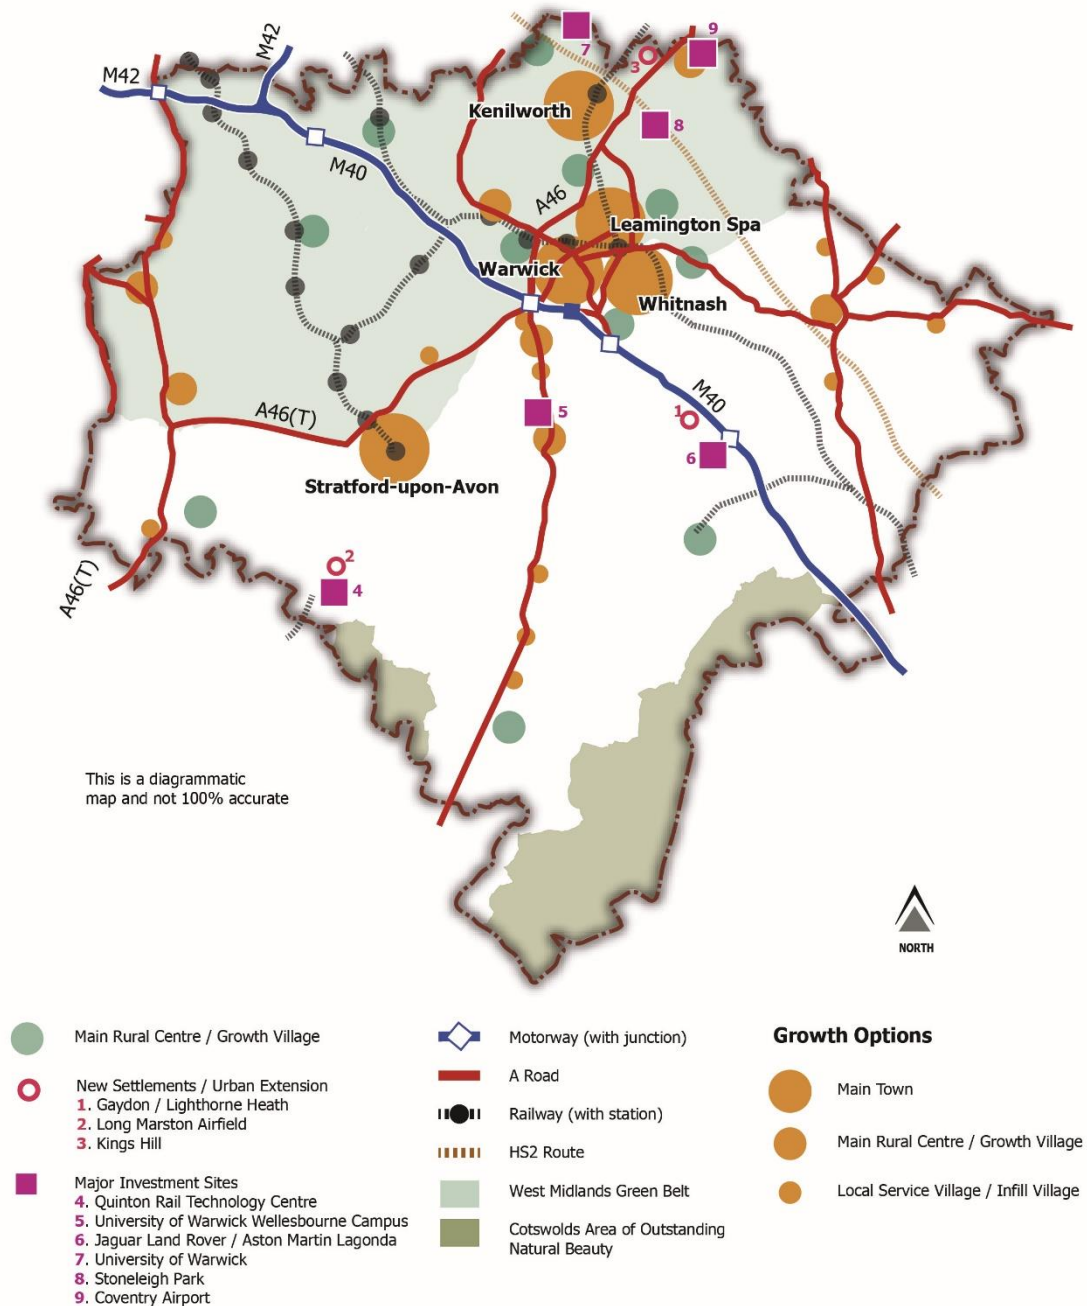 M42
M42
7
9
3
Kenilworth
8
M40
A46
Leamington Spa
Warwick
Whitnash
M40
A46(T)
1
5
6
Stratford-upon-Avon
A46(T)
2
4
This is a diagrammatic
map and not 100% accurate
NORTH
Main Rural Centre / Growth Village
New Settlements / Urban Extension
1. Gaydon / Lighthorne Heath
2. Long Marston Airfield
3. Kings Hill
Major Investment Sites
4. Quinton Rail Technology Centre
5. University of Warwick Wellesbourne Campus
6. Jaguar Land Rover / Aston Martin Lagonda
7. University of Warwick
8. Stoneleigh Park
9. Coventry Airport
Motorway (with junction)
A Road
Railway (with station)
HS2 Route
West Midlands Green Belt
Cotswolds Area of Outstanding
Natural Beauty
Growth Options
Main Town
Main Rural Centre / Growth Village
Local Service Village / Infill Village